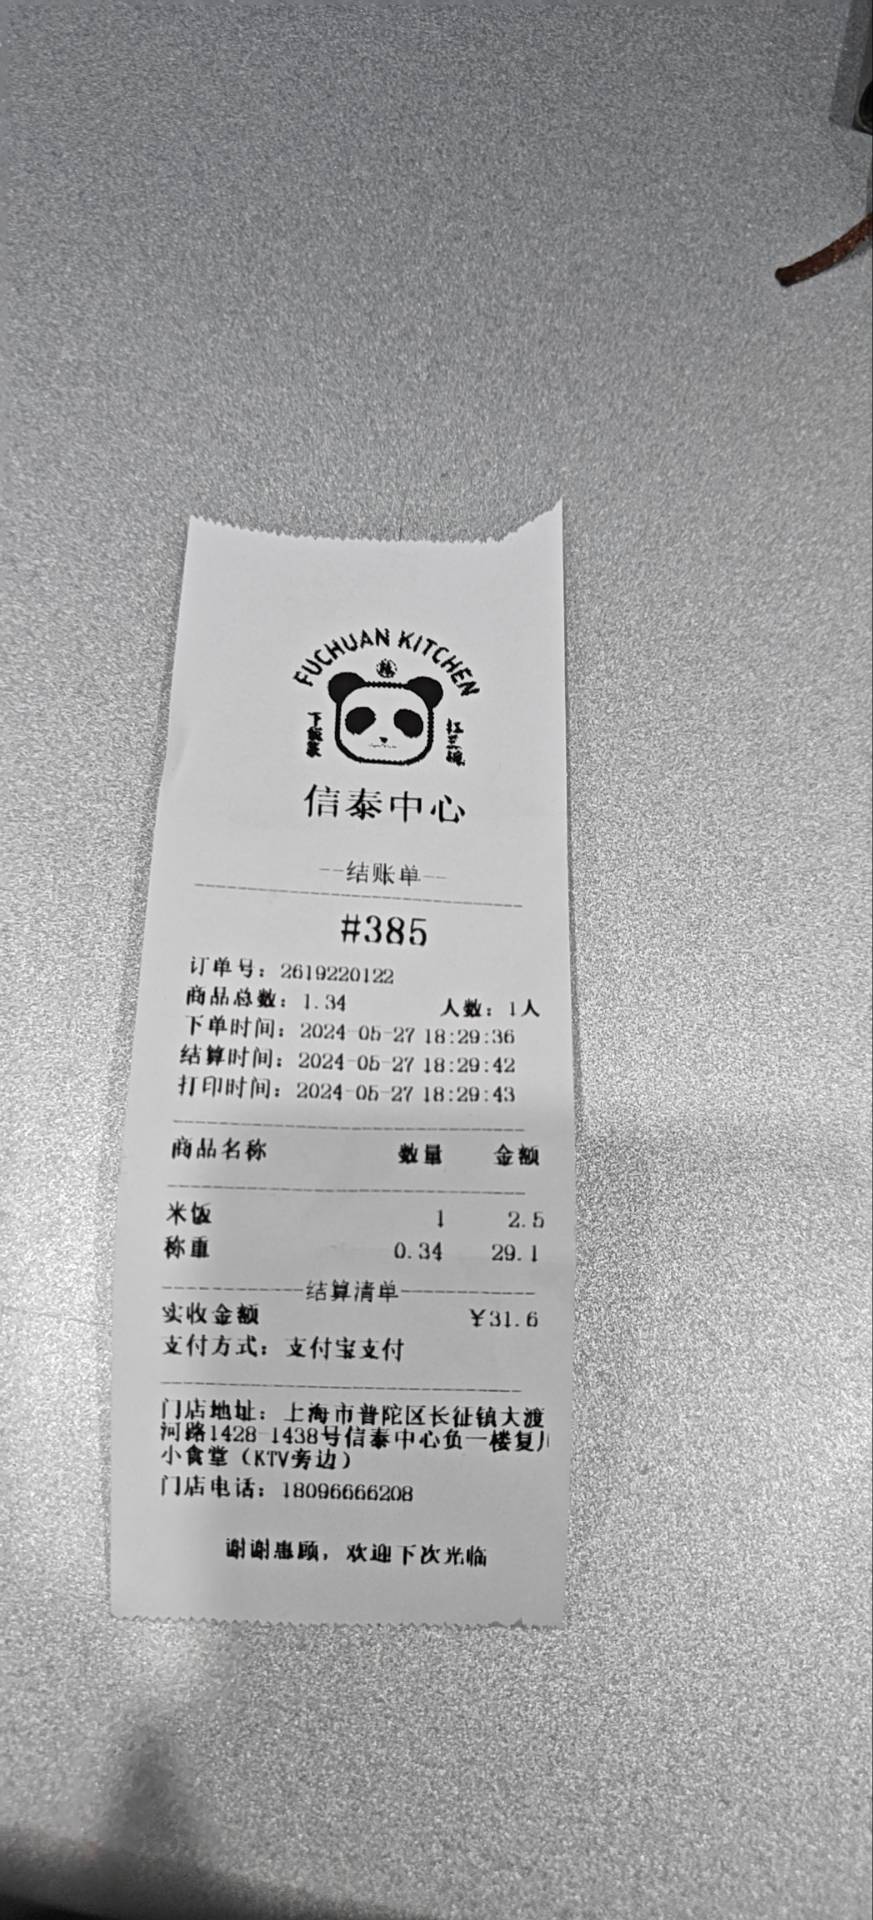 FUCHUAN KITCHEN
下饭菜
扛三碗
信泰中心
--结账单--
#385
订单号：2619220122
商品总数：1.34 人数：1人
下单时间：2024-05-27 18:29:36
结算时间：2024-05-27 18:29:42
打印时间：2024-05-27 18:29:43
商品名称 数量 金额
米饭 1 2.5
称重 0.34 29.1
结算清单
实收金额 ¥31.6
支付方式：支付宝支付
门店地址：上海市普陀区长征镇大渡
河路1428-1438号信泰中心负一楼复川
小食堂（KTV旁边）
门店电话：18096666208
谢谢惠顾，欢迎下次光临